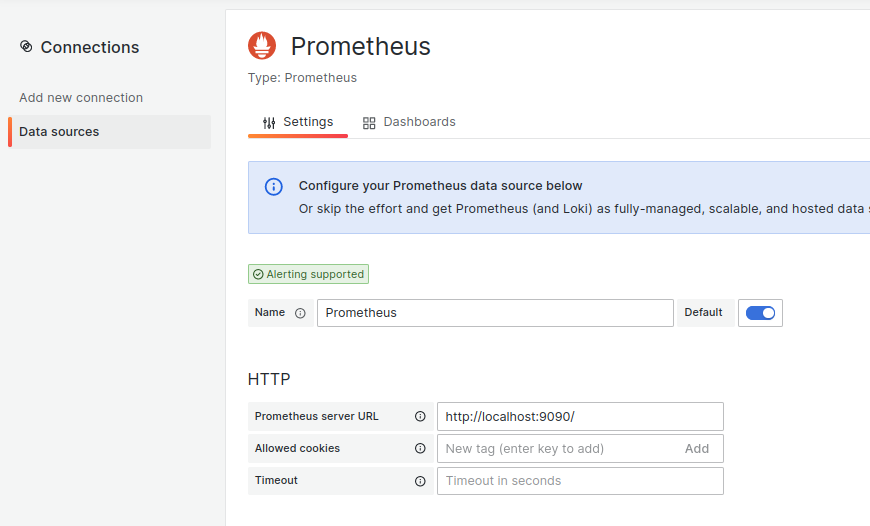 Connections
Add new connection
Data sources
Prometheus
Type: Prometheus
Settings
Dashboards
Configure your Prometheus data source below
Or skip the effort and get Prometheus (and Loki) as fully-managed, scalable, and hosted data
Alerting supported
Name
Prometheus
Default
HTTP
Prometheus server URL
http://localhost:9090/
Allowed cookies
New tag (enter key to add)
Add
Timeout
Timeout in seconds